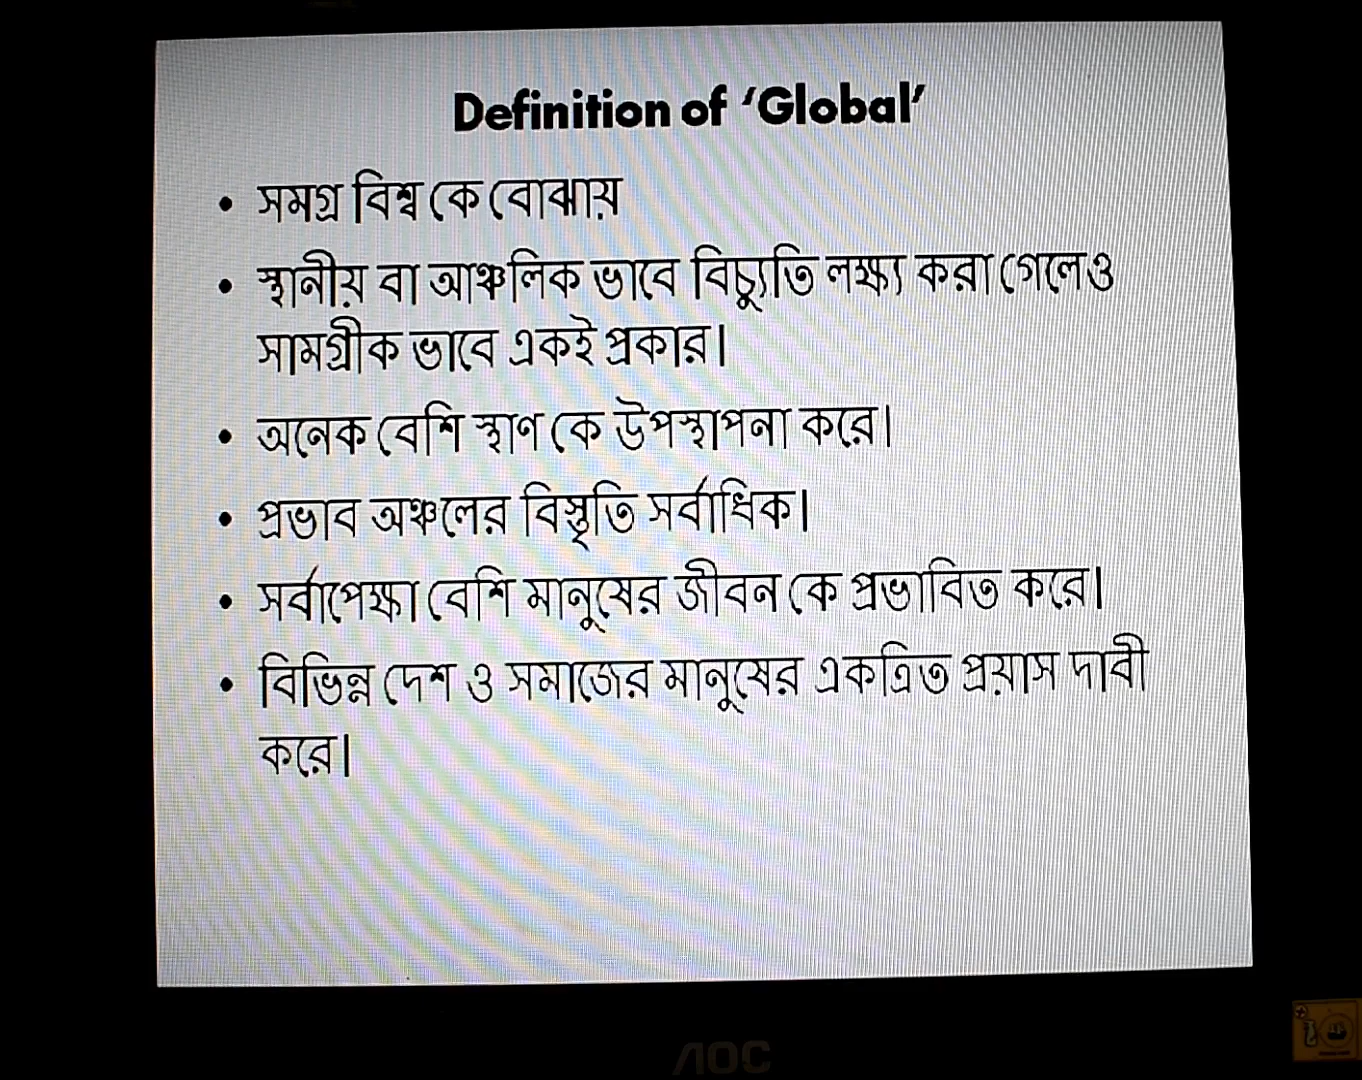 Definition of ‘Global’
• সমগ্র বিশ্ব কে বোঝায়
• স্থানীয় বা আঞ্চলিক ভাবে বিচ্যুতি লক্ষ্য করা গেলেও
সামগ্রীক ভাবে একই প্রকার।
• অনেক বেশি স্থাণ কে উপস্থাপনা করে।
• প্রভাব অঞ্চলের বিস্তৃতি সর্বাধিক।
• সর্বাপেক্ষা বেশি মানুষের জীবন কে প্রভাবিত করে।
• বিভিন্ন দেশ ও সমাজের মানুষের একত্রিত প্রয়াস দাবী
করে।
AOC